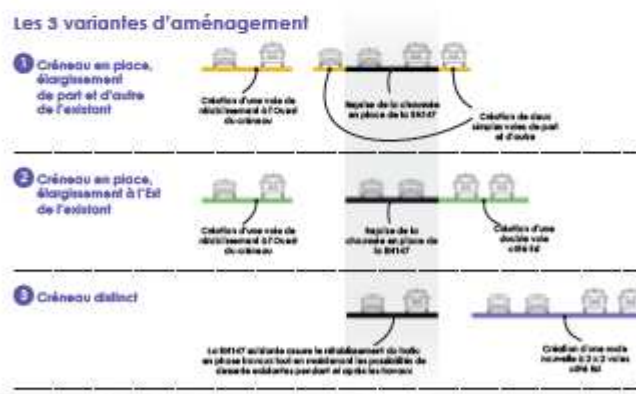 Les 3 variantes d'aménagement
1 Créneau en place,
élargissement
de part et d'autre
de l'existant
Création d'une voie de
rétablissement à l'Ouest
du créneau
Reprise de la chaussée
en place de la RN147
Création de deux
simples voies de part
et d'autre
2 Créneau en place,
élargissement à l'Est
de l'existant
Création d'une voie de
rétablissement à l'Ouest
du créneau
Reprise de la
chaussée en place de
la RN147
Création d'une
double voie
côté Est
3 Créneau distinct
La RN147 existante assure le rétablissement du trafic
en phase travaux tout en maintenant les possibilités de
desserte existantes pendant et après les travaux
Création d'une route
nouvelle à 2 x 2 voies
côté Est